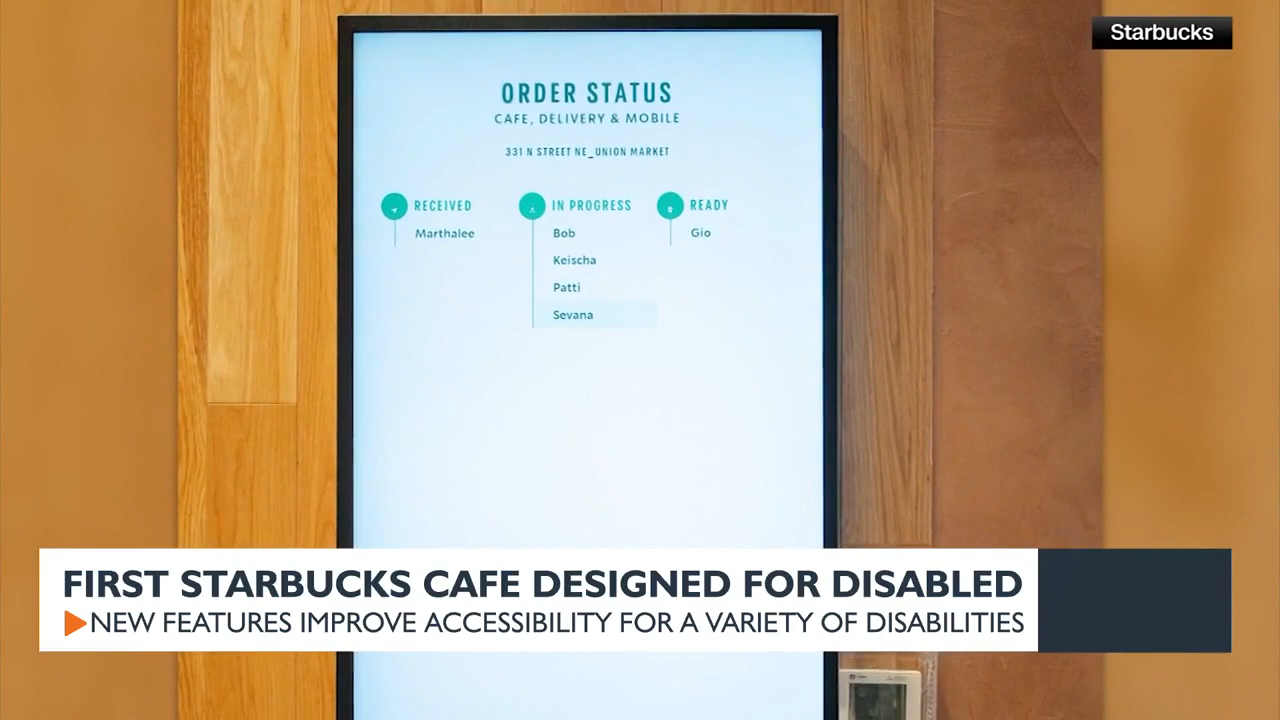 Starbucks
ORDER STATUS
CAFE, DELIVERY & MOBILE
331 N STREET NE_UNION MARKET
RECEIVED
Marthalee
IN PROGRESS
Bob
Keischa
Patti
Sevana
READY
Gio
FIRST STARBUCKS CAFE DESIGNED FOR DISABLED
NEW FEATURES IMPROVE ACCESSIBILITY FOR A VARIETY OF DISABILITIES